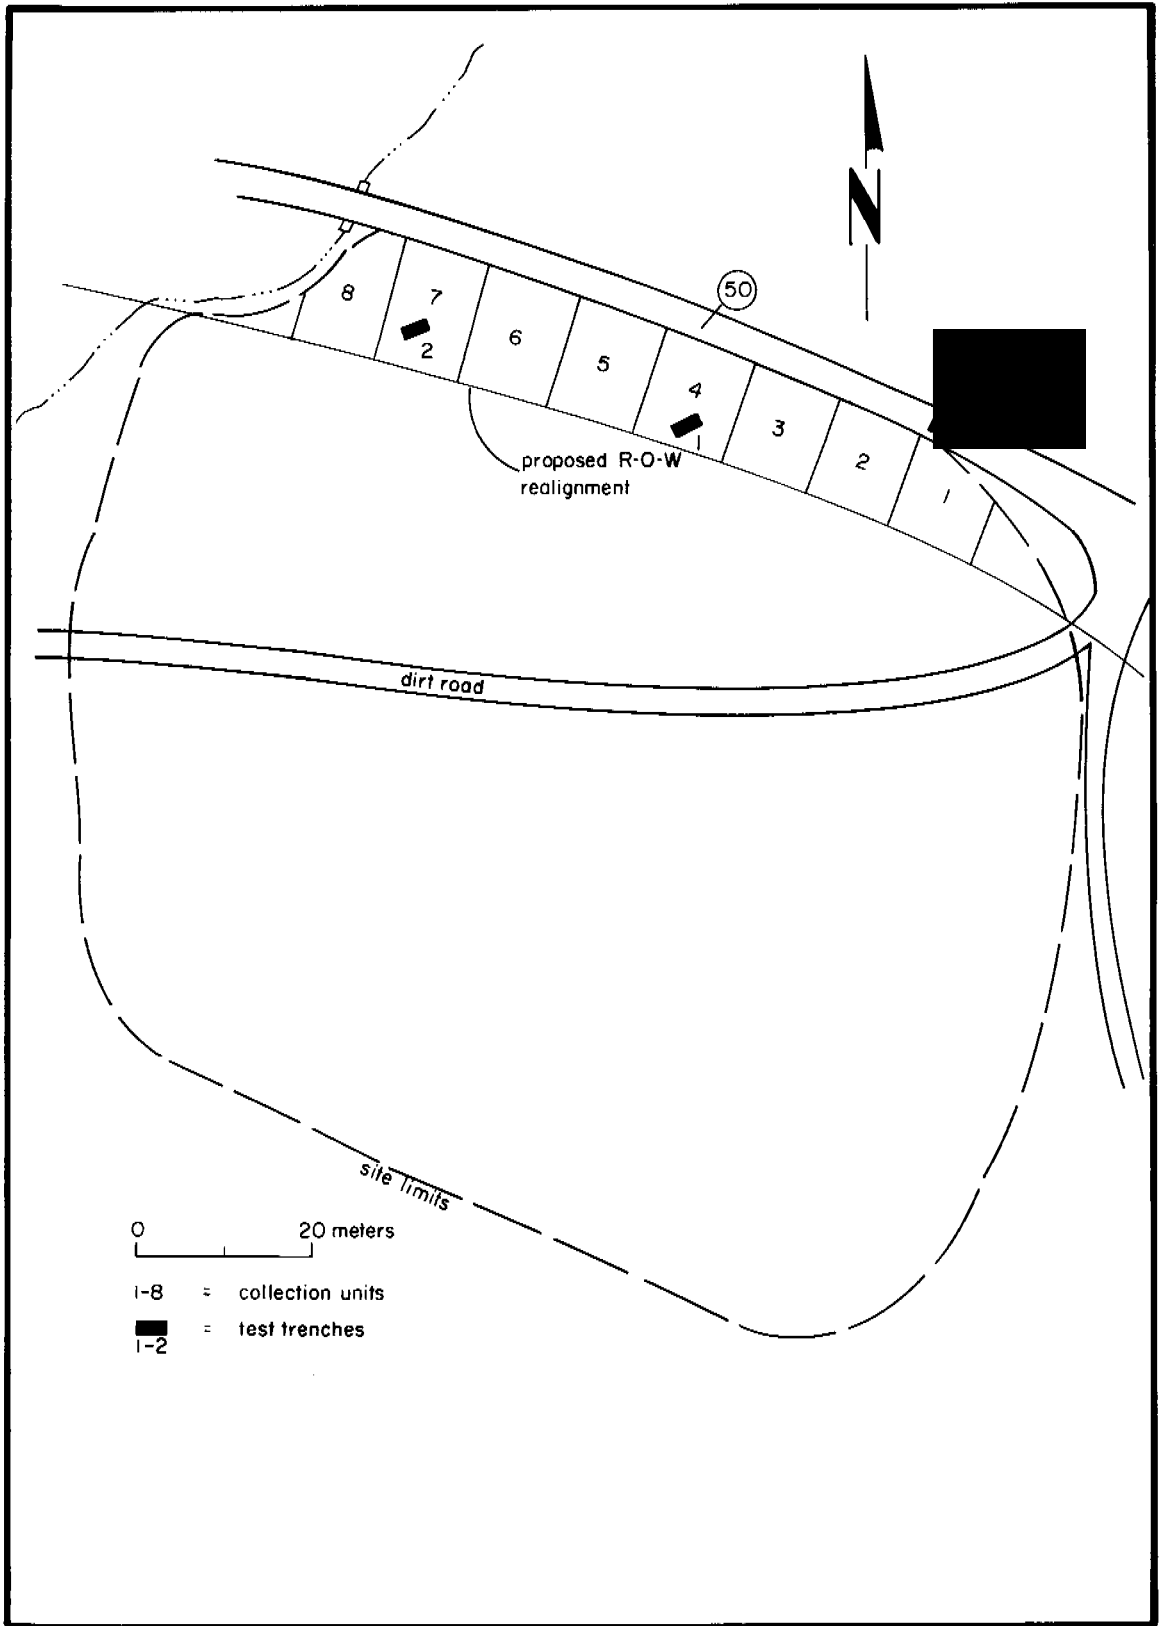 N
50
8
7
2
6
5
4
1
3
2
1
proposed R-O-W
realignment
dirt road
site limits
0 20 meters
1-8 = collection units
= test trenches
1-2